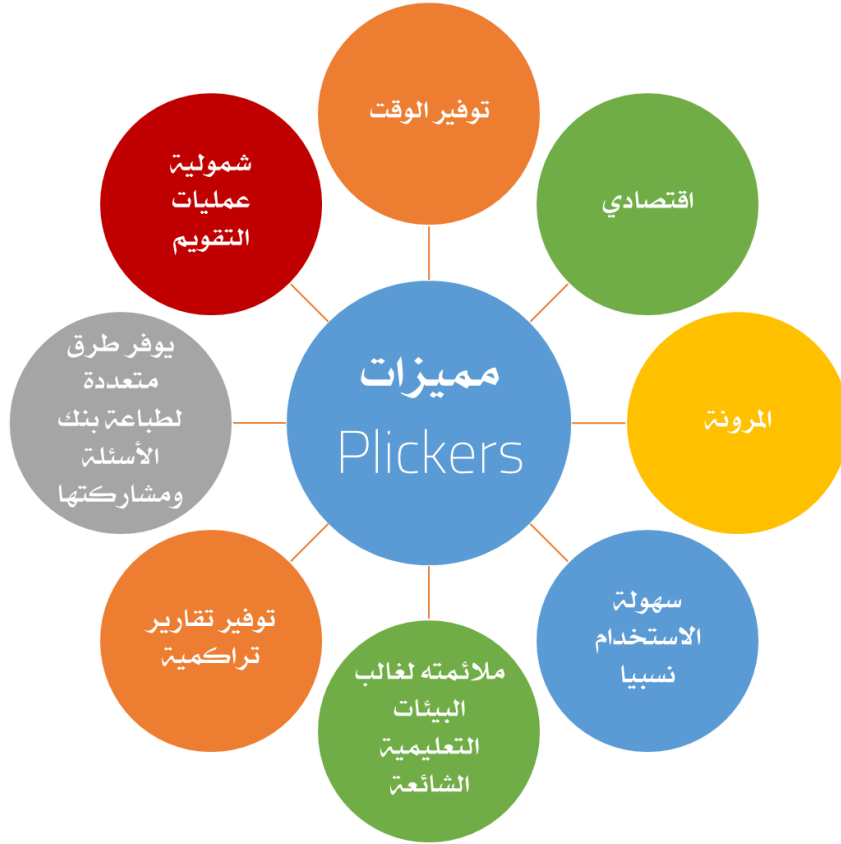 مميزات
Plickers
توفير الوقت
اقتصادي
المرونة
سهولة
الاستخدام
نسبيا
ملائمته لغالب
البيئات
التعليمية
الشائعة
توفير تقارير
تراكمية
يوفر طرق
متعددة
لطباعة بنك
الأسئلة
ومشاركتها
شمولية
عمليات
التقويم